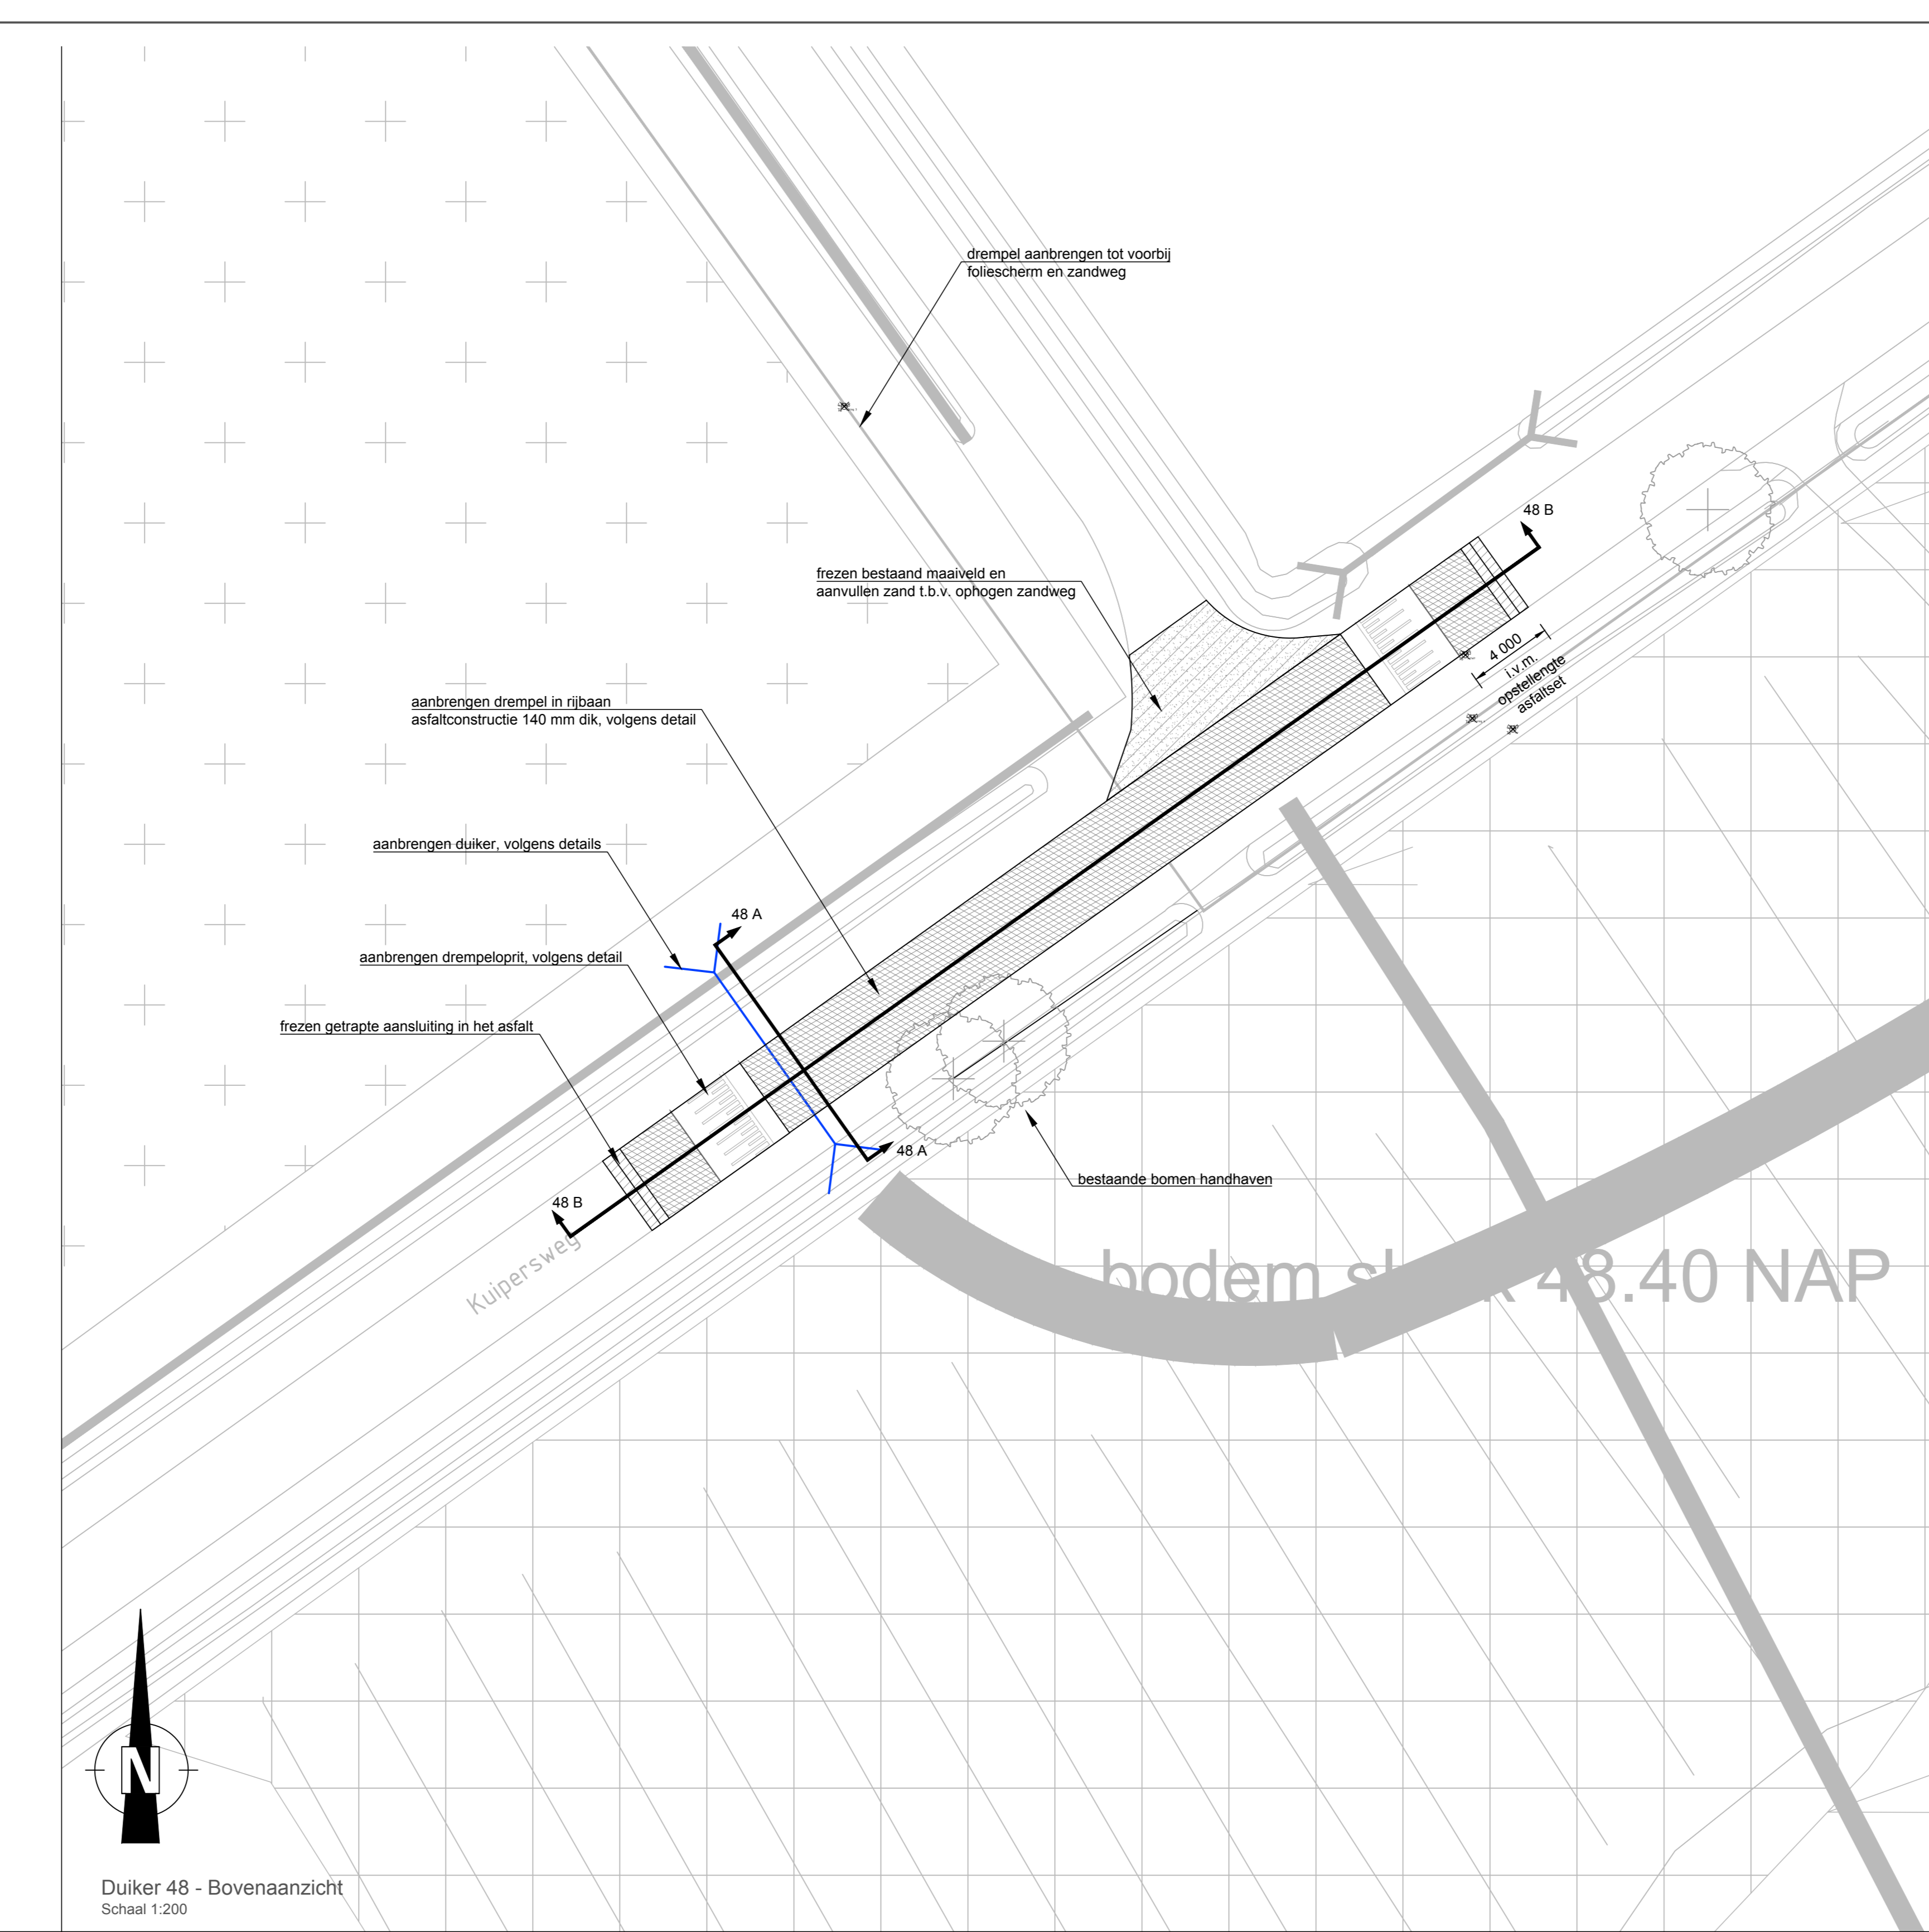 drempel aanbrengen tot voorbij
foliescherm en zandweg
48 B
frezen bestaand maaiveld en
aanvullen zand t.b.v. ophogen zandweg
4 000
i.v.m.
opstellengte
asfaltset
aanbrengen drempel in rijbaan
asfaltconstructie 140 mm dik, volgens detail
aanbrengen duiker, volgens details
48 A
aanbrengen drempeloprit, volgens detail
frezen getrapte aansluiting in het asfalt
48 A
bestaande bomen handhaven
48 B
Kuipersweg
bodem 48.40 NAP
N
Duiker 48 - Bovenaanzicht
Schaal 1:200